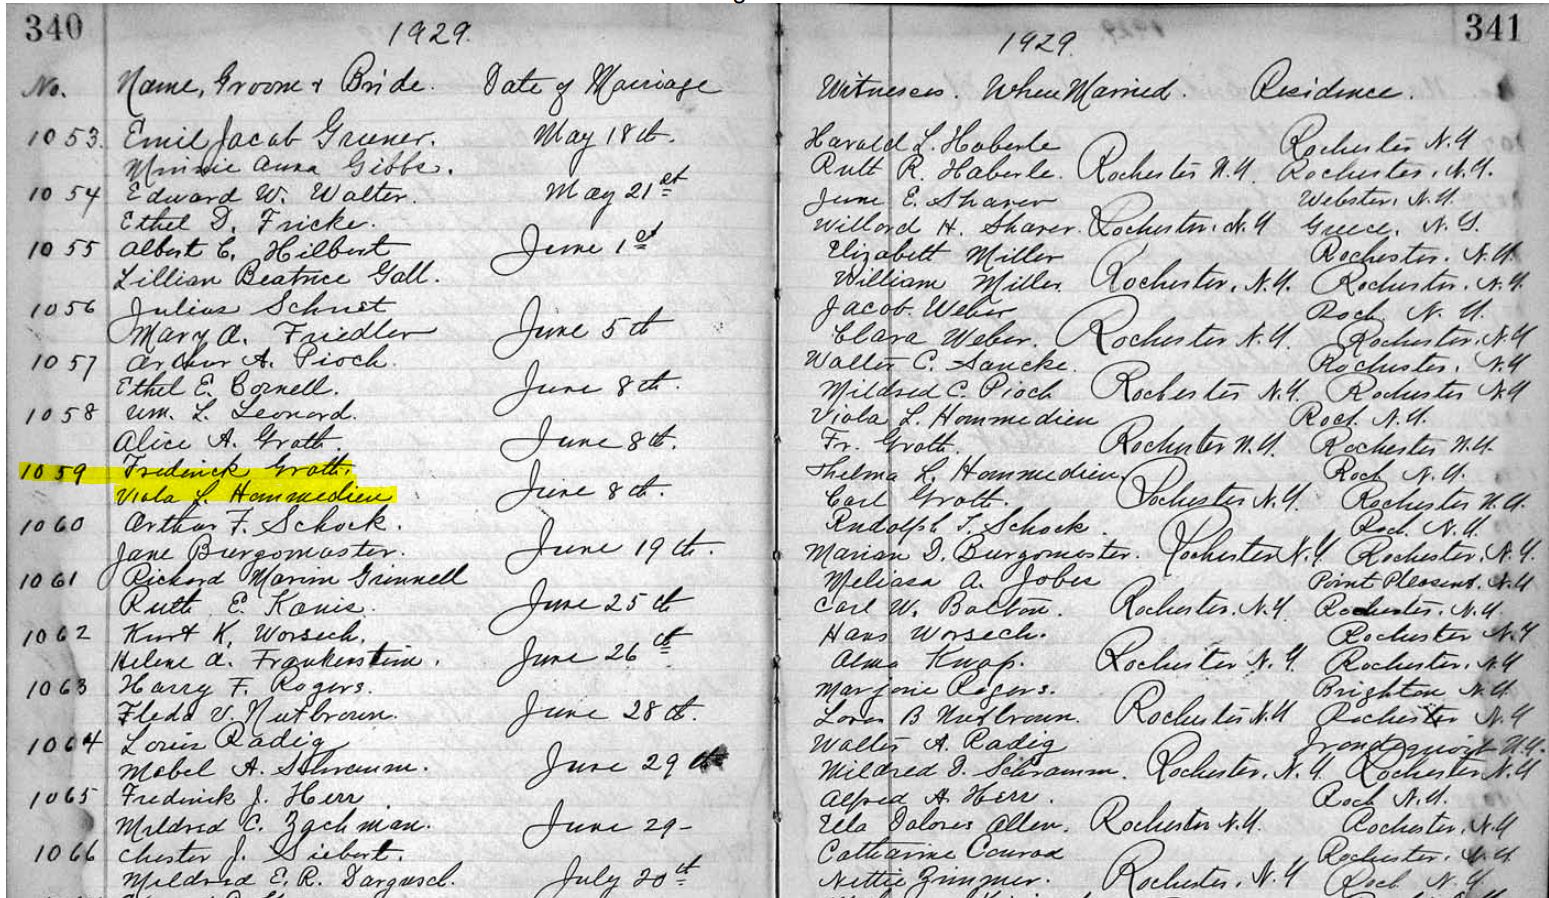 340
1929.
No. Name, Groom & Bride. Date of Marriage
1053. Emil Jacob Gruner. May 18th.
Minnie Anna Gibbs.
1054 Edward W. Walter. May 21st
Ethel D. Fricke.
1055 Albert C. Hilbert June 1st
Lillian Beatrice Gall.
1056 Julius Schust
Mary A. Friedler June 5th
1057 Arthur A. Pioch.
Ethel E. Cornell. June 8th.
1058 Wm. L. Leonard.
Alice A. Groth. June 8th.
1059 Frederick Groth.
Viola L. Hommedieu June 8th.
1060 Arthur F. Schock.
Jane Burgomaster. June 19th.
1061 Richard Marim Grinnell
Ruth E. Kanis. June 25th
1062 Kurt K. Worsech.
Helene A. Frankenstein. June 26th
1063 Harry F. Rogers.
Fleda V. Nutbrown. June 28th.
1064 Louis Radig
Mabel A. Schramm. June 29th
1065 Frederick J. Herr.
Mildred C. Zachman. June 29-
1066 Chester J. Siebert.
Mildred E. R. Dargusch. July 20th
341
1929
Witnesses. When Married. Residence.
Harald L. Haberle Rochester N.Y
Ruth R. Haberle. Rochester N.Y. Rochester, N.Y.
June E. Sharer Webster, N.Y.
Willard H. Sharer. Rochester, N.Y Greece, N.Y.
Elizabeth Miller Rochester. N.Y.
William Miller Rochester, N.Y. Rochester, N.Y
Jacob Weber Roch N.Y.
Clara Weber. Rochester N.Y. Rochester, N.Y
Walter C. Sancke. Rochester, N.Y
Mildred C. Pioch Rochester N.Y. Rochester N.Y
Viola L. Hommedieu Roch. N.Y.
Fr. Groth. Rochester N.Y. Rochester N.Y.
Thelma L. Hommedieu. Roch N.Y.
Carl Groth. Rochester N.Y. Rochester N.Y.
Rudolph T. Schock. Roch. N.Y.
Marian D. Burgomaster. Rochester N.Y Rochester, N.Y.
Melissa A. Jobes Point Pleasent. N.Y
Carl W. Balton. Rochester, N.Y. Rochester. N.Y.
Hans Worsech. Rochester N.Y
Alma Knop. Rochester N.Y. Rochester. N.Y
Marjorie Rogers. Brighton N.Y.
B Nutbrown. Rochester N.Y Rochester N.Y
Walter A. Radig Irondequoit N.Y.
Mildred I. Schramm. Rochester, N.Y. Rochester N.Y
Alfred H. Herr. Roch N.Y.
Ella Dolores Allen. Rochester N.Y. Rochester, N.Y
Catharine Conrad Rochester. N.Y
Nettie Zimmer. Rochester, N.Y Roch. N.Y